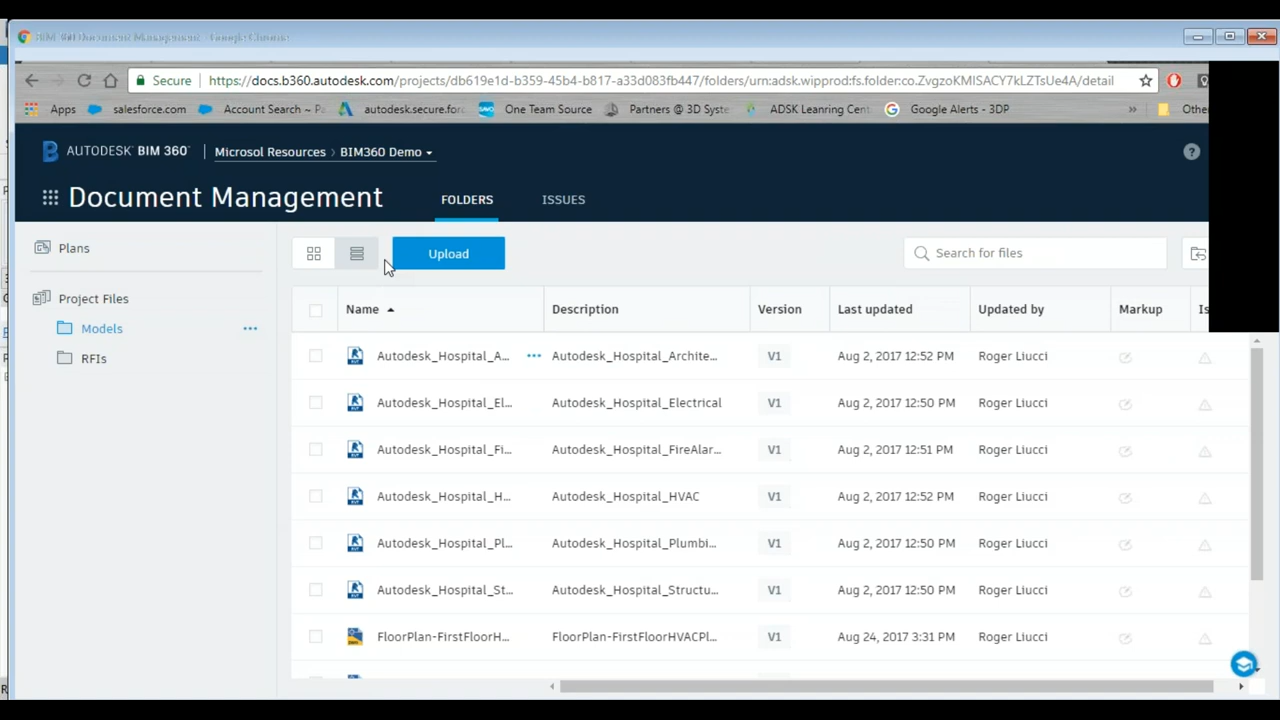 BIM 360 Document Management - Google Chrome
Secure https://docs.b360.autodesk.com/projects/db619e1d-b359-45b4-b817-a33d083fb447/folders/urn:adsk.wipprod:fs.folder:co.ZvgzoKMISACY7kLZTsUe4A/detail
Apps salesforce.com Account Search ~ Pa autodesk.secure.for One Team Source Partners @ 3D Syste ADSK Learning Cent Google Alerts - 3DP » Othe
AUTODESK BIM 360 Microsol Resources › BIM360 Demo
Document Management FOLDERS ISSUES
Plans
Upload
Search for files
Project Files
Models
RFIs
Name Description Version Last updated Updated by Markup Is
Autodesk_Hospital_A... Autodesk_Hospital_Archite... V1 Aug 2, 2017 12:52 PM Roger Liucci
Autodesk_Hospital_El... Autodesk_Hospital_Electrical V1 Aug 2, 2017 12:50 PM Roger Liucci
Autodesk_Hospital_Fi... Autodesk_Hospital_FireAlar... V1 Aug 2, 2017 12:51 PM Roger Liucci
Autodesk_Hospital_H... Autodesk_Hospital_HVAC V1 Aug 2, 2017 12:52 PM Roger Liucci
Autodesk_Hospital_Pl... Autodesk_Hospital_Plumbi... V1 Aug 2, 2017 12:50 PM Roger Liucci
Autodesk_Hospital_St... Autodesk_Hospital_Structu... V1 Aug 2, 2017 12:50 PM Roger Liucci
FloorPlan-FirstFloorH... FloorPlan-FirstFloorHVACPl... V1 Aug 24, 2017 3:31 PM Roger Liucci